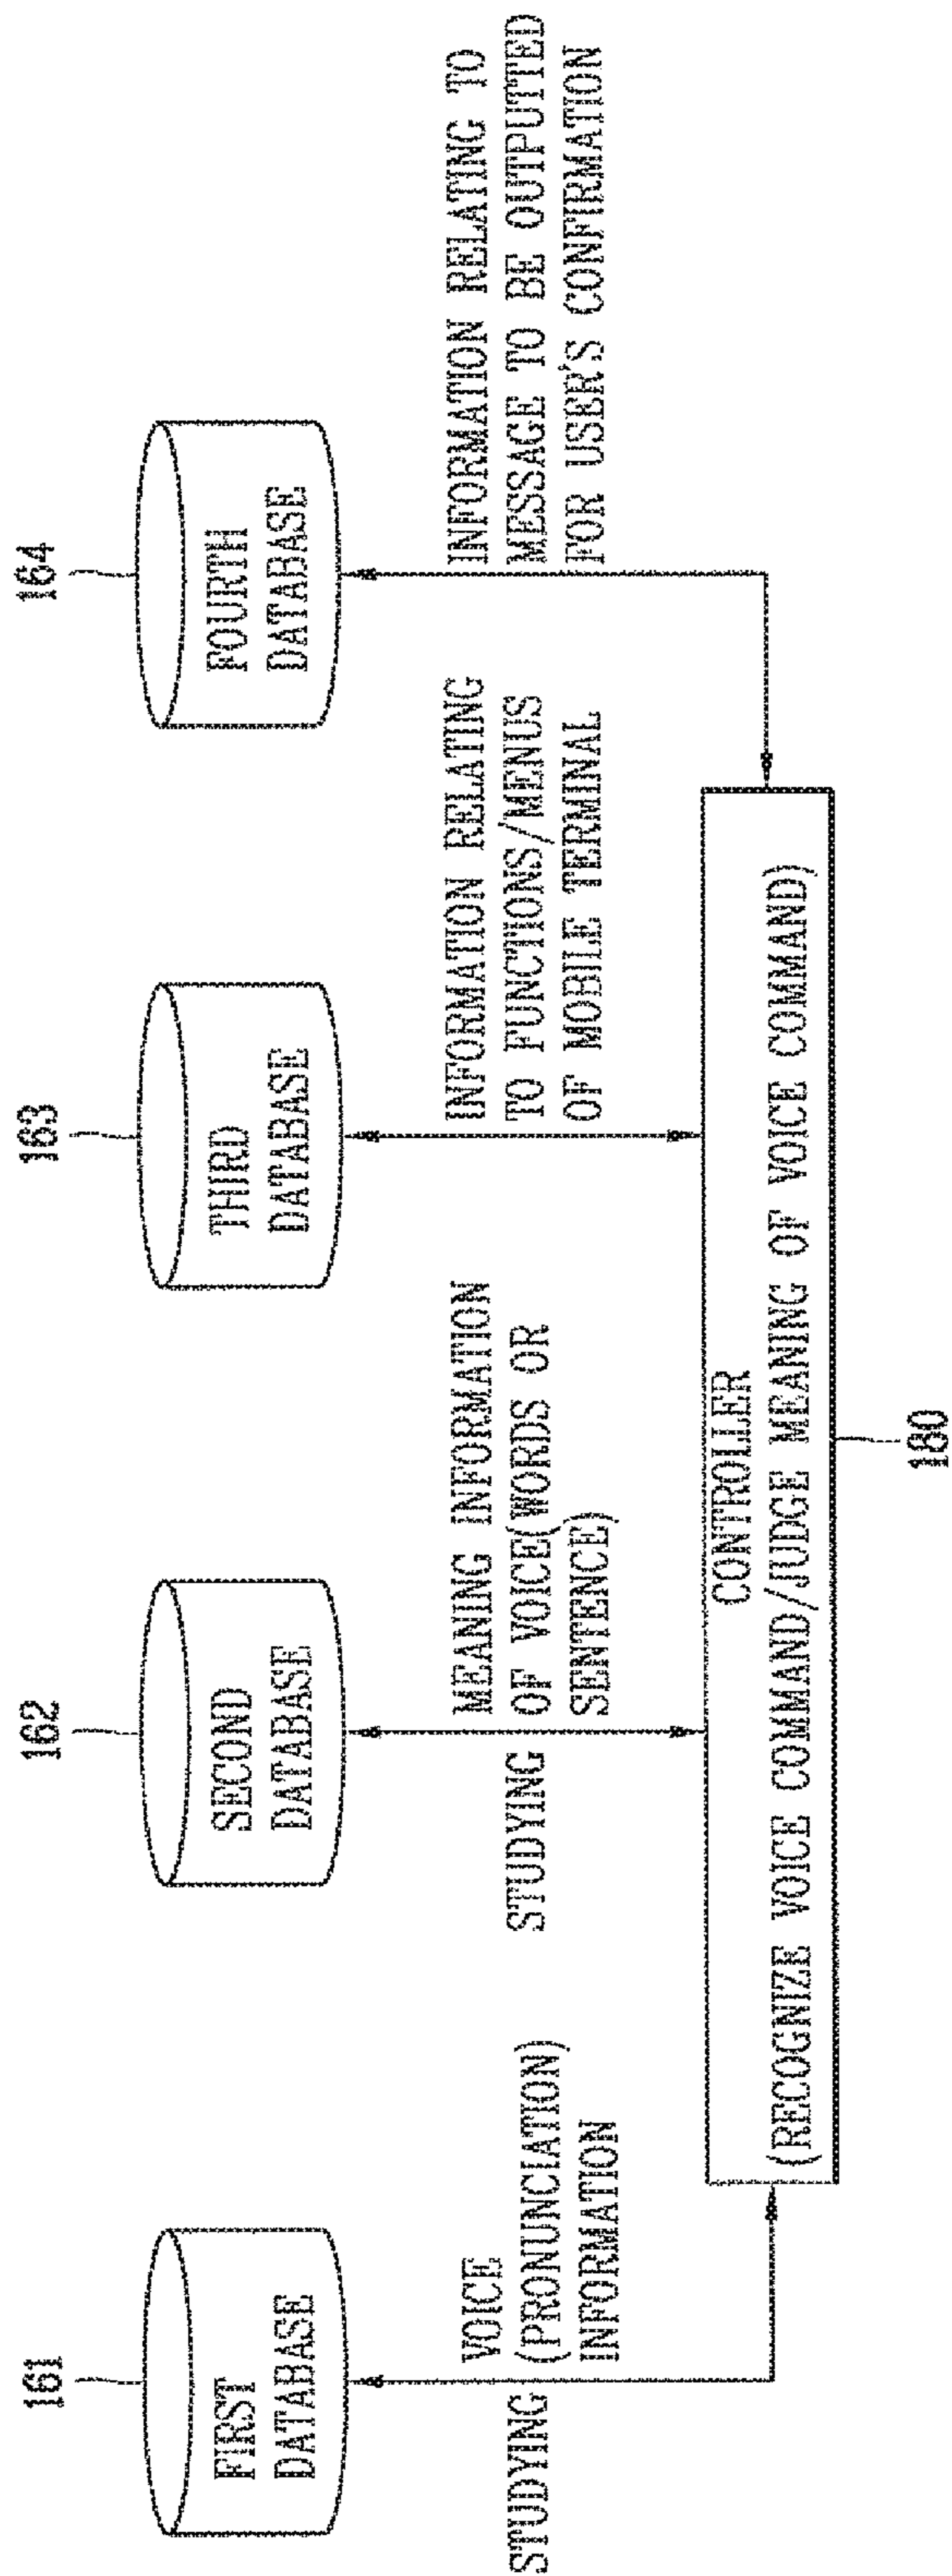 161
FIRST
DATABASE
162
SECOND
DATABASE
163
THIRD
DATABASE
164
FOURTH
DATABASE
STUDYING
VOICE
(PRONUNCIATION)
INFORMATION
STUDYING
MEANING INFORMATION
OF VOICE(WORDS OR
SENTENCE)
INFORMATION RELATING
TO FUNCTIONS/MENUS
OF MOBILE TERMINAL
INFORMATION RELATING TO
MESSAGE TO BE OUTPUTTED
FOR USER'S CONFIRMATION
CONTROLLER
(RECOGNIZE VOICE COMMAND/JUDGE MEANING OF VOICE COMMAND)
180